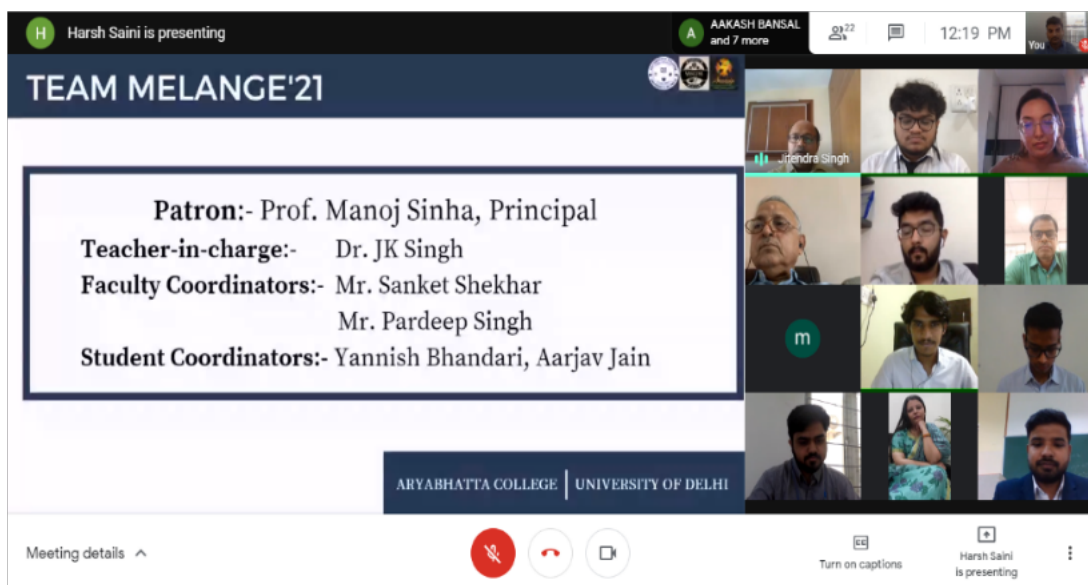 H Harsh Saini is presenting
A AAKASH BANSAL
and 7 more
22
12:19 PM
You
TEAM MELANGE'21
Jitendra Singh
Patron:- Prof. Manoj Sinha, Principal
Teacher-in-charge:- Dr. JK Singh
Faculty Coordinators:- Mr. Sanket Shekhar
Mr. Pardeep Singh
Student Coordinators:- Yannish Bhandari, Aarjav Jain
m
ARYABHATTA COLLEGE | UNIVERSITY OF DELHI
Meeting details
CC
Turn on captions
Harsh Saini
is presenting